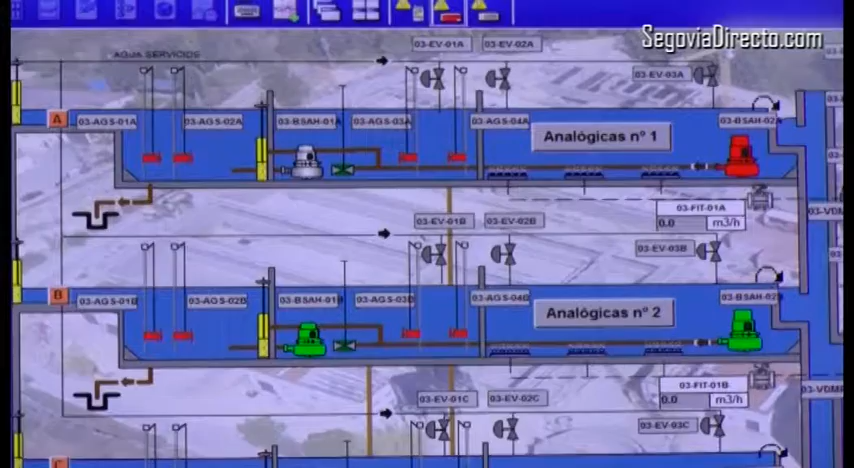 SegoviaDirecto.com
AGUA SERVICIOS
03-EV-01A
03-EV-02A
03-EV-03A
A
03-AGS-01A
03-AGS-02A
03-BSAH-01A
03-AGS-03A
03-AGS-04A
Analógicas nº 1
03-BSAH-02A
03-FIT-01A
0.0 m3/h
03-EV-01B
03-EV-02B
03-EV-03B
B
03-AGS-01B
03-AGS-02B
03-BSAH-01B
03-AGS-03B
03-AGS-04B
Analógicas nº 2
03-BSAH-02B
03-FIT-01B
0.0 m3/h
03-EV-01C
03-EV-02C
03-EV-03C
C